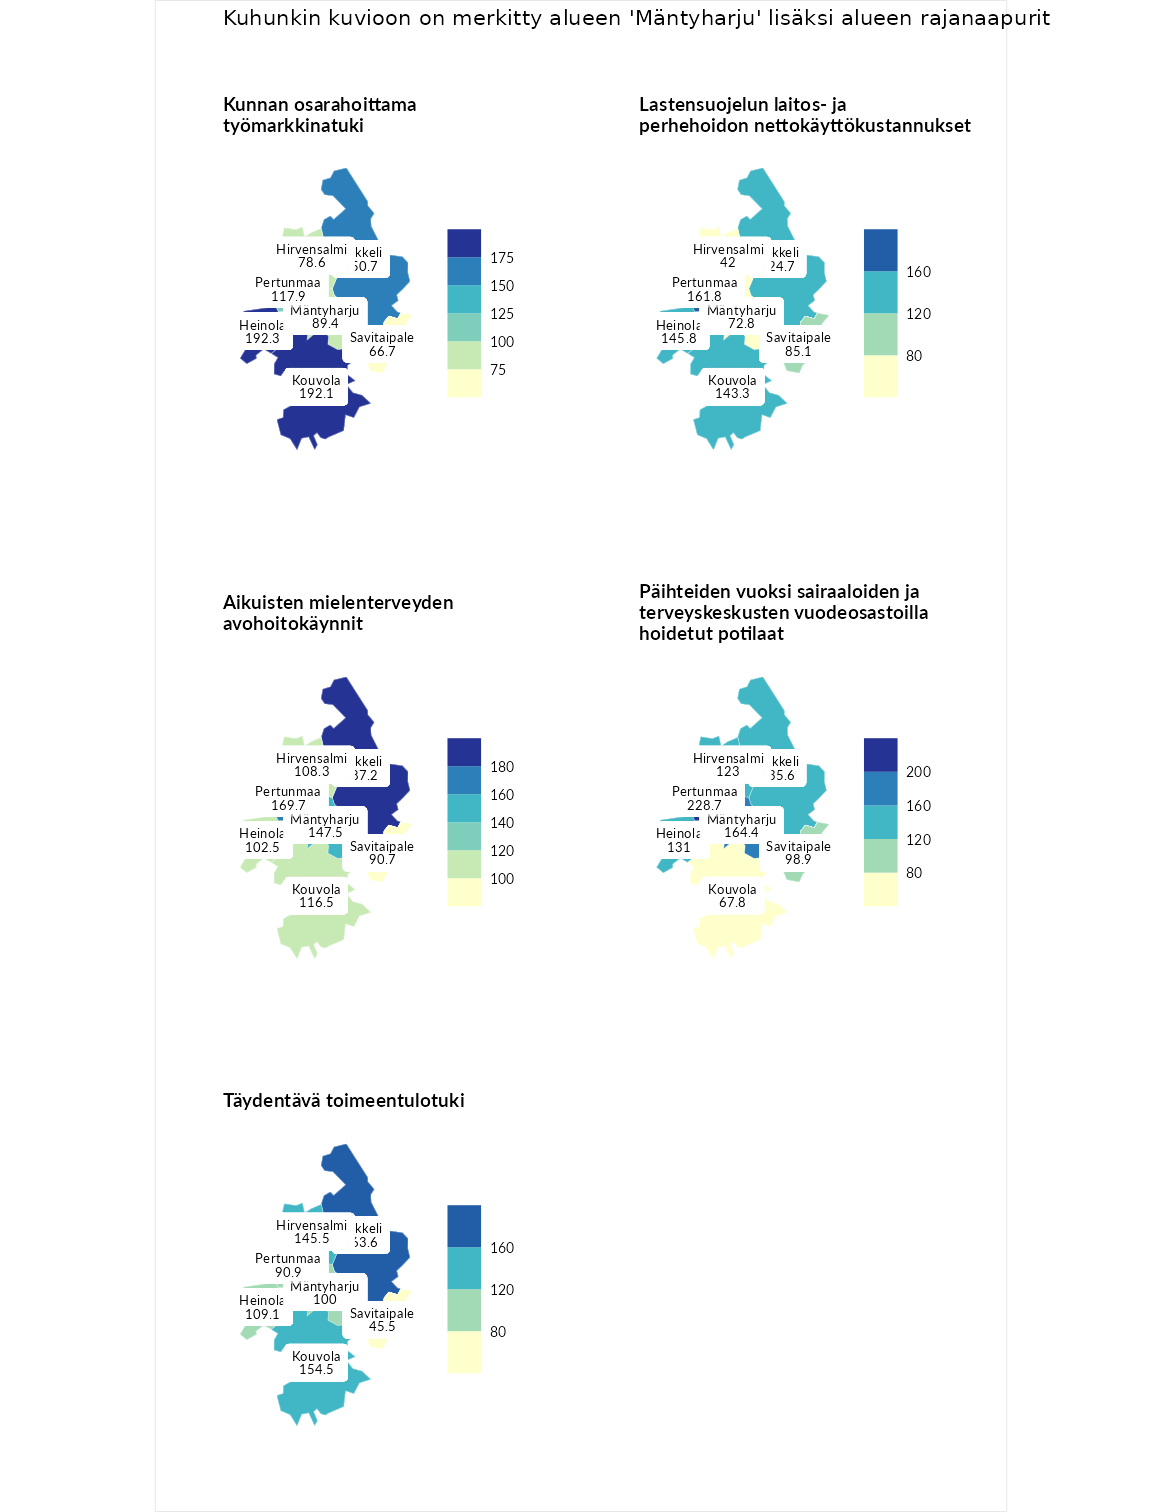 Kuhunkin kuvioon on merkitty alueen 'Mäntyharju' lisäksi alueen rajanaapurit
Kunnan osarahoittama
työmarkkinatuki
Hirvensalmi
78.6
Pertunmaa
117.9
Mäntyharju
89.4
Heinola
192.3
Savitaipale
66.7
Kouvola
192.1
175
150
125
100
75
Lastensuojelun laitos- ja
perhehoidon nettokäyttökustannukset
Hirvensalmi
42
Pertunmaa
161.8
Mäntyharju
72.8
Heinola
145.8
Savitaipale
85.1
Kouvola
143.3
160
120
80
Aikuisten mielenterveyden
avohoitokäynnit
Hirvensalmi
108.3
Pertunmaa
169.7
Mäntyharju
147.5
Heinola
102.5
Savitaipale
90.7
Kouvola
116.5
180
160
140
120
100
Päihteiden vuoksi sairaaloiden ja
terveyskeskusten vuodeosastoilla
hoidetut potilaat
Hirvensalmi
123
Pertunmaa
228.7
Mäntyharju
164.4
Heinola
131
Savitaipale
98.9
Kouvola
67.8
200
160
120
80
Täydentävä toimeentulotuki
Hirvensalmi
145.5
Pertunmaa
90.9
Mäntyharju
100
Heinola
109.1
Savitaipale
45.5
Kouvola
154.5
160
120
80